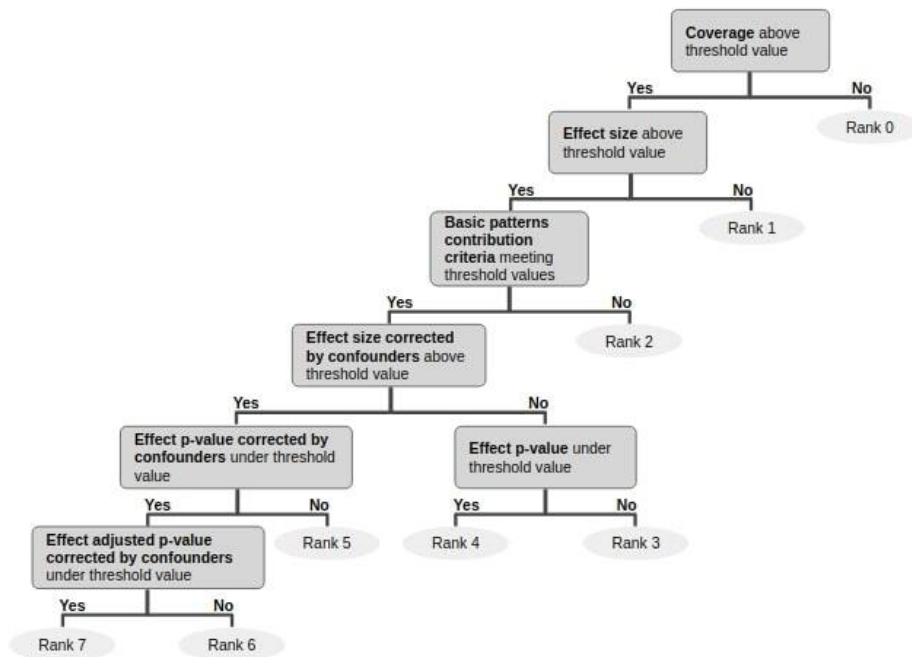 Coverage above
threshold value
Yes
No
Rank 0
Effect size above
threshold value
Yes
No
Rank 1
Basic patterns
contribution
criteria meeting
threshold values
Yes
No
Rank 2
Effect size corrected
by confounders above
threshold value
Yes
No
Effect p-value corrected by
confounders under threshold
value
Effect p-value under
threshold value
Yes
No
Yes
No
Rank 5
Rank 4
Rank 3
Effect adjusted p-value
corrected by confounders
under threshold value
Yes
No
Rank 7
Rank 6